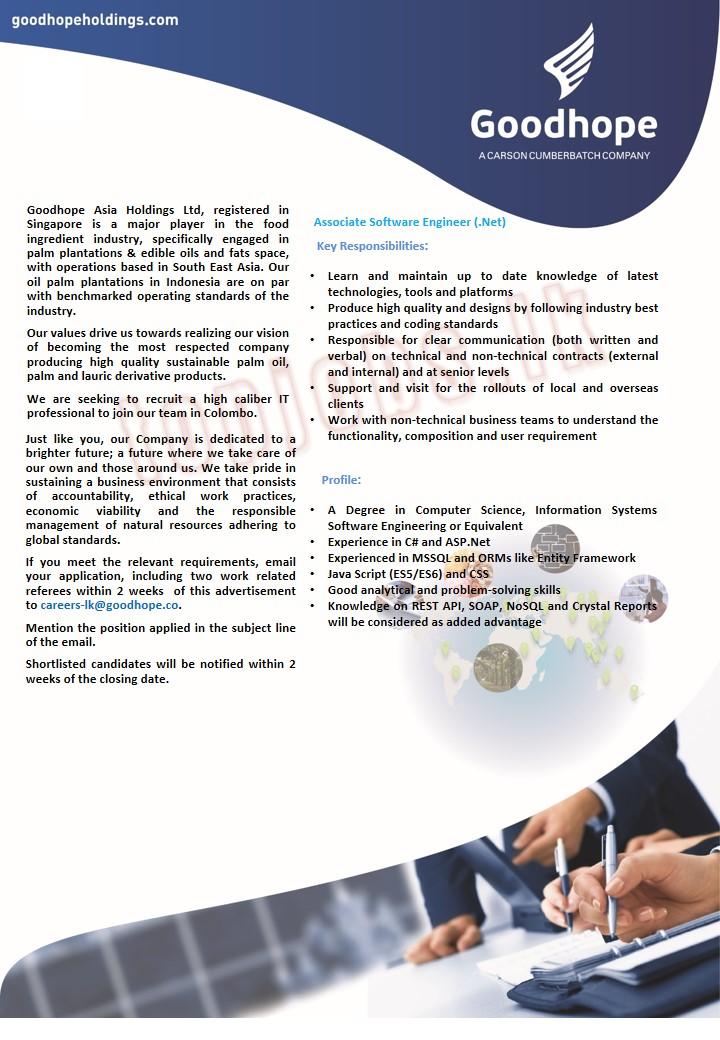 goodhopeholdings.com
Goodhope
A CARSON CUMBERBATCH COMPANY
Goodhope Asia Holdings Ltd, registered in
Singapore is a major player in the food
ingredient industry, specifically engaged in
palm plantations & edible oils and fats space,
with operations based in South East Asia. Our
oil palm plantations in Indonesia are on par
with benchmarked operating standards of the
industry.
Our values drive us towards realizing our vision
of becoming the most respected company
producing high quality sustainable palm oil,
palm and lauric derivative products.
We are seeking to recruit a high caliber IT
professional to join our team in Colombo.
Just like you, our Company is dedicated to a
brighter future; a future where we take care of
our own and those around us. We take pride in
sustaining a business environment that consists
of accountability, ethical work practices,
economic viability and the responsible
management of natural resources adhering to
global standards.
If you meet the relevant requirements, email
your application, including two work related
referees within 2 weeks of this advertisement
to careers-lk@goodhope.co.
Mention the position applied in the subject line
of the email.
Shortlisted candidates will be notified within 2
weeks of the closing date.
Associate Software Engineer (.Net)
Key Responsibilities:
• Learn and maintain up to date knowledge of latest
technologies, tools and platforms
• Produce high quality and designs by following industry best
practices and coding standards
• Responsible for clear communication (both written and
verbal) on technical and non-technical contracts (external
and internal) and at senior levels
• Support and visit for the rollouts of local and overseas
clients
• Work with non-technical business teams to understand the
functionality, composition and user requirement
Profile:
• A Degree in Computer Science, Information Systems
Software Engineering or Equivalent
• Experience in C# and ASP.Net
• Experienced in MSSQL and ORMs like Entity Framework
• Java Script (ES5/ES6) and CSS
• Good analytical and problem-solving skills
• Knowledge on REST API, SOAP, NoSQL and Crystal Reports
will be considered as added advantage